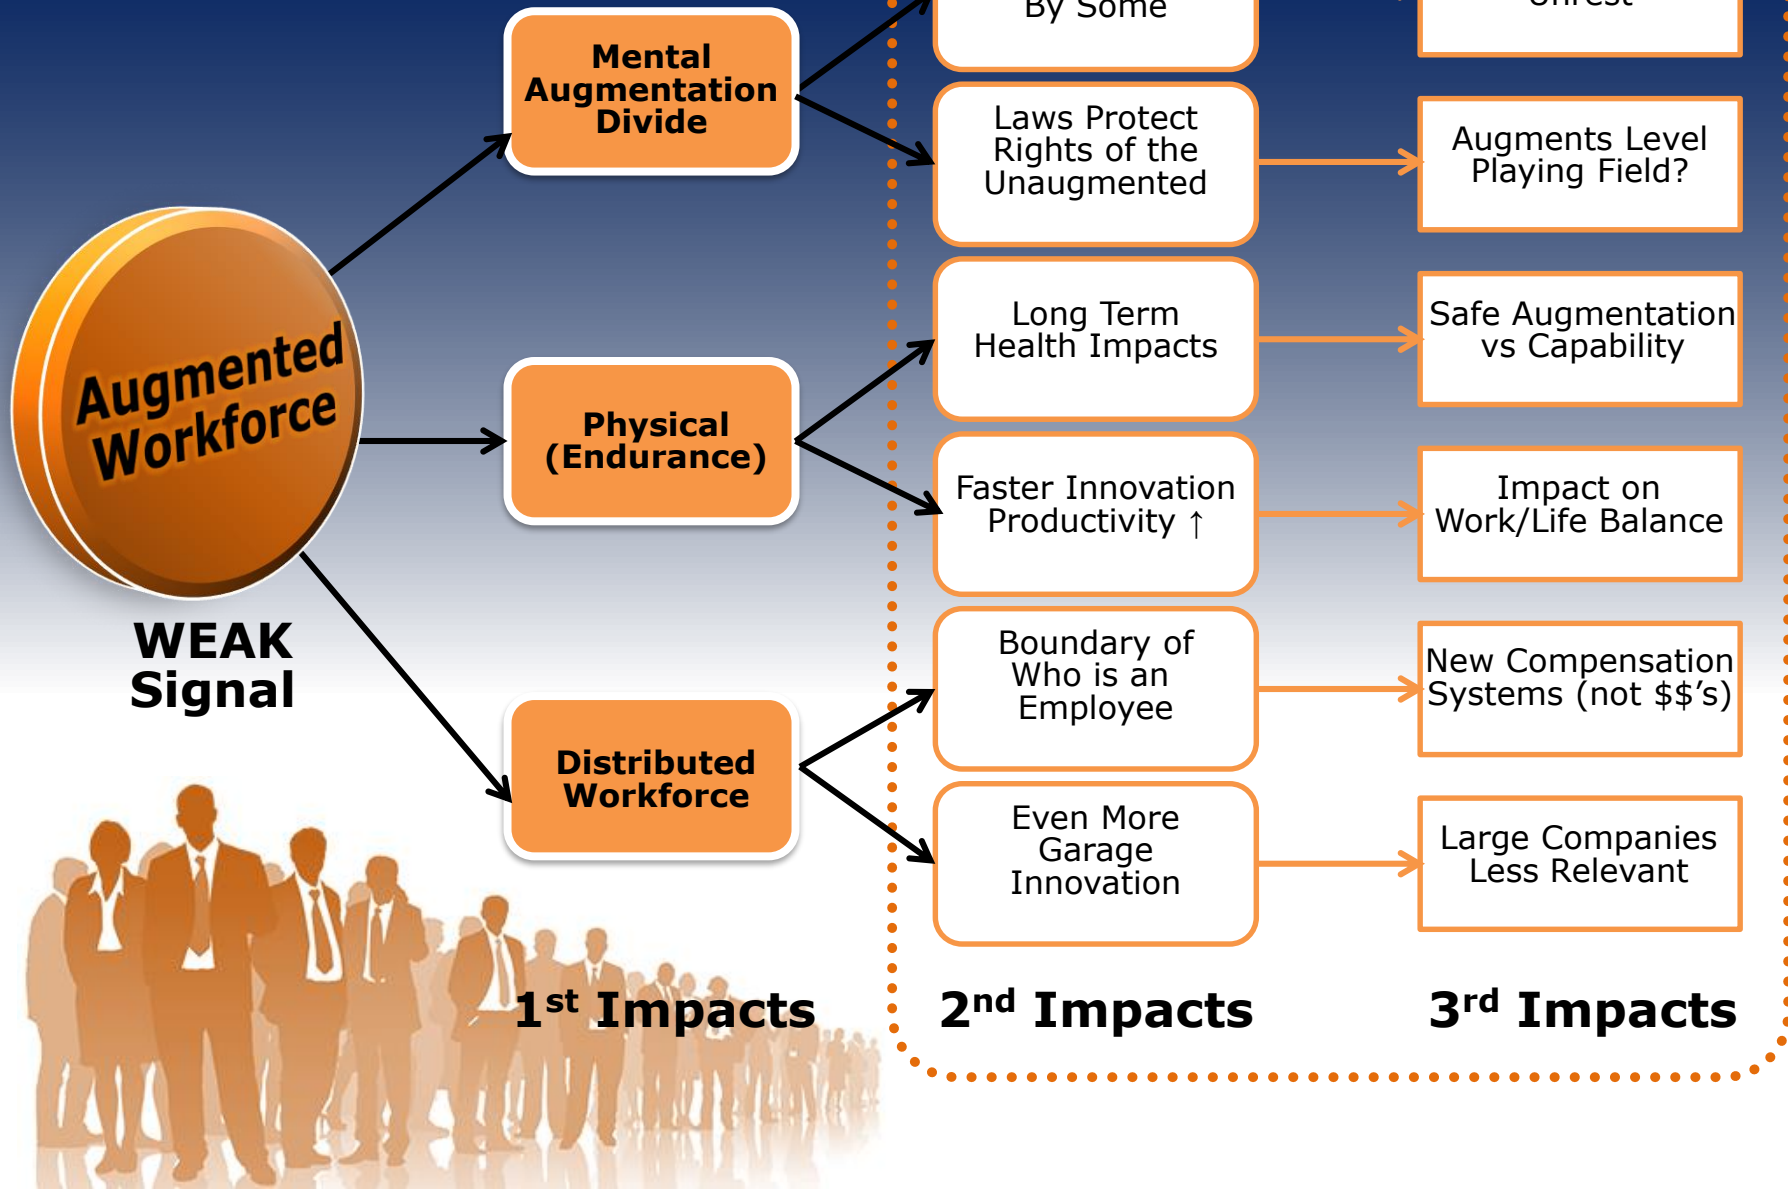 By Some
Unrest
Mental
Augmentation
Divide
Laws Protect
Rights of the
Unaugmented
Augments Level
Playing Field?
Augmented
Workforce
WEAK
Signal
Long Term
Health Impacts
Safe Augmentation
vs Capability
Physical
(Endurance)
Faster Innovation
Productivity ↑
Impact on
Work/Life Balance
Boundary of
Who is an
Employee
New Compensation
Systems (not $$’s)
Distributed
Workforce
Even More
Garage
Innovation
Large Companies
Less Relevant
1st Impacts
2nd Impacts
3rd Impacts